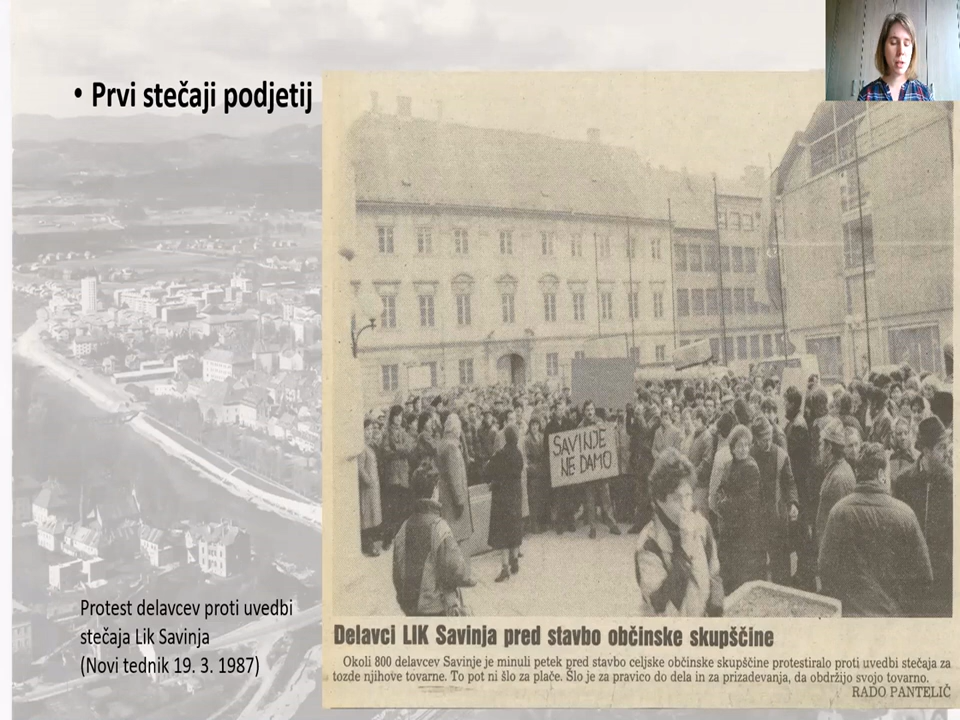 • Prvi stečaji podjetij
SAVINJE
NE DAMO
Protest delavcev proti uvedbi
stečaja Lik Savinja
(Novi tednik 19. 3. 1987)
Delavci LIK Savinja pred stavbo občinske skupščine
Okoli 800 delavcev Savinje je minuli petek pred stavbo celjske občinske skupščine protestiralo proti uvedbi stečaja za
tozde njihove tovarne. To pot ni šlo za plače. Šlo je za pravico do dela in za prizadevanja, da obdržijo svojo tovarno.
RADO PANTELIČ